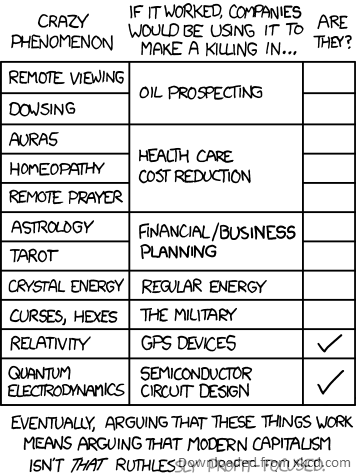 CRAZY PHENOMENON
IF IT WORKED, COMPANIES WOULD BE USING IT TO MAKE A KILLING IN...
ARE THEY?
REMOTE VIEWING
OIL PROSPECTING
DOWSING
AURAS
HEALTH CARE COST REDUCTION
HOMEOPATHY
REMOTE PRAYER
ASTROLOGY
FINANCIAL/BUSINESS PLANNING
TAROT
CRYSTAL ENERGY
REGULAR ENERGY
CURSES, HEXES
THE MILITARY
RELATIVITY
GPS DEVICES
✓
QUANTUM ELECTRODYNAMICS
SEMICONDUCTOR CIRCUIT DESIGN
✓
EVENTUALLY, ARGUING THAT THESE THINGS WORK
MEANS ARGUING THAT MODERN CAPITALISM
ISN'T THAT RUTHLESSLY PROFIT-FOCUSED.
Downloaded from xkcd.com